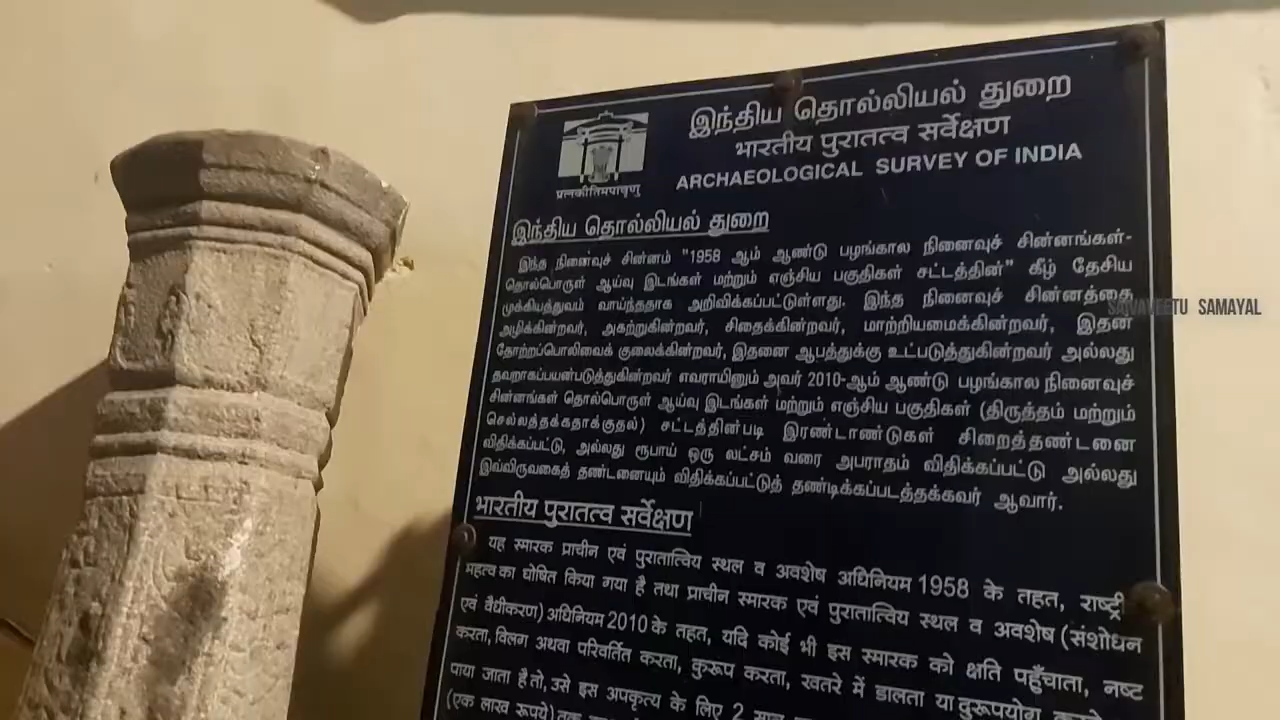 இந்திய தொல்லியல் துறை
भारतीय पुरातत्व सर्वेक्षण
ARCHAEOLOGICAL SURVEY OF INDIA
प्रत्नकीर्तिमपावृणु
இந்திய தொல்லியல் துறை
இந்த நினைவுச் சின்னம் "1958 ஆம் ஆண்டு பழங்கால நினைவுச் சின்னங்கள்-
தொல்பொருள் ஆய்வு இடங்கள் மற்றும் எஞ்சிய பகுதிகள் சட்டத்தின்" கீழ் தேசிய
முக்கியத்துவம் வாய்ந்ததாக அறிவிக்கப்பட்டுள்ளது. இந்த நினைவுச் சின்னத்தை
அழிக்கின்றவர், அகற்றுகின்றவர், சிதைக்கின்றவர், மாற்றியமைக்கின்றவர், இதன்
தோற்றப்பொலிவைக் குலைக்கின்றவர், இதனை ஆபத்துக்கு உட்படுத்துகின்றவர் அல்லது
தவறாகப்பயன்படுத்துகின்றவர் எவராயினும் அவர் 2010-ஆம் ஆண்டு பழங்கால நினைவுச்
சின்னங்கள் தொல்பொருள் ஆய்வு இடங்கள் மற்றும் எஞ்சிய பகுதிகள் (திருத்தம் மற்றும்
செல்லத்தக்கதாக்குதல்) சட்டத்தின்படி இரண்டாண்டுகள் சிறைத்தண்டனை
விதிக்கப்பட்டு, அல்லது ரூபாய் ஒரு லட்சம் வரை அபராதம் விதிக்கப்பட்டு அல்லது
இவ்விருவகைத் தண்டனையும் விதிக்கப்பட்டுத் தண்டிக்கப்படத்தக்கவர் ஆவார்.
भारतीय पुरातत्व सर्वेक्षण
यह स्मारक प्राचीन एवं पुरातात्विय स्थल व अवशेष अधिनियम 1958 के तहत, राष्ट्री
महत्व का घोषित किया गया है तथा प्राचीन स्मारक एवं पुरातात्विय स्थल व अवशेष (संशोधन
एवं वैधीकरण) अधिनियम 2010 के तहत, यदि कोई भी इस स्मारक को क्षति पहुँचाता, नष्ट
करता, विलग अथवा परिवर्तित करता, कुरूप करता, खतरे में डालता या दुरूपयोग
पाया जाता है तो, उसे इस अपकृत्य के लिए 2
(एक लाख रूपये) तक
SAIVAVEETU SAMAYAL